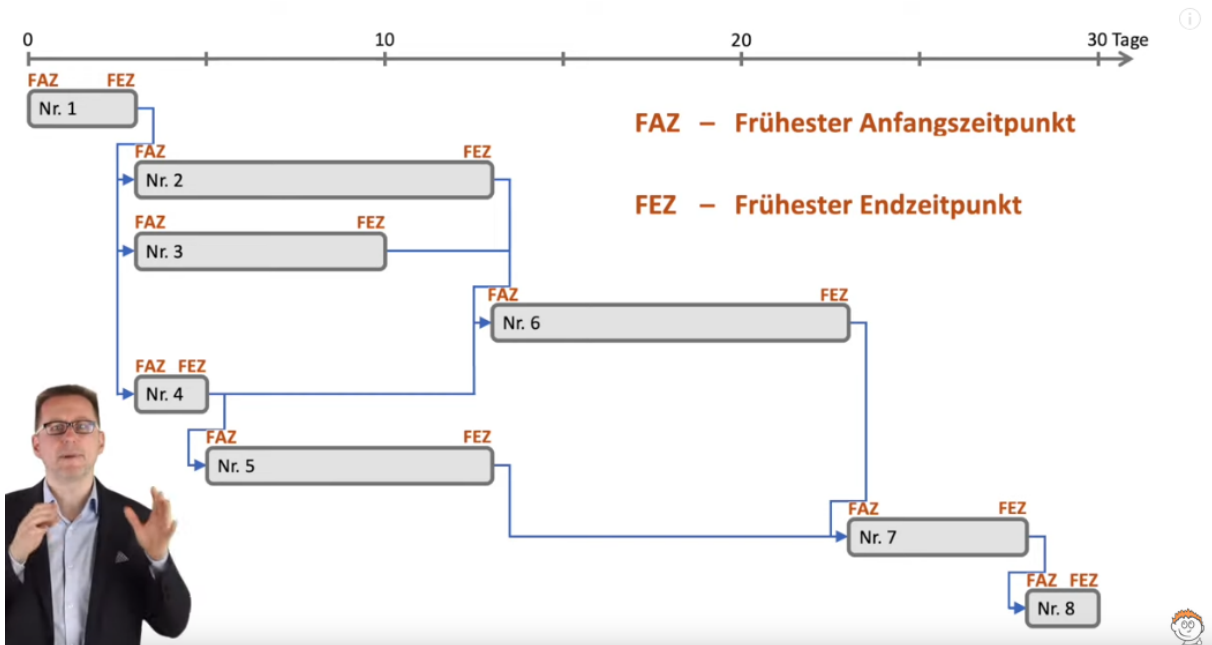 0 10 20 30 Tage
FAZ FEZ
Nr. 1
FAZ – Frühester Anfangszeitpunkt
FAZ FEZ
Nr. 2
FEZ – Frühester Endzeitpunkt
FAZ FEZ
Nr. 3
FAZ FEZ
Nr. 6
FAZ FEZ
Nr. 4
FAZ FEZ
Nr. 5
FAZ FEZ
Nr. 7
FAZ FEZ
Nr. 8